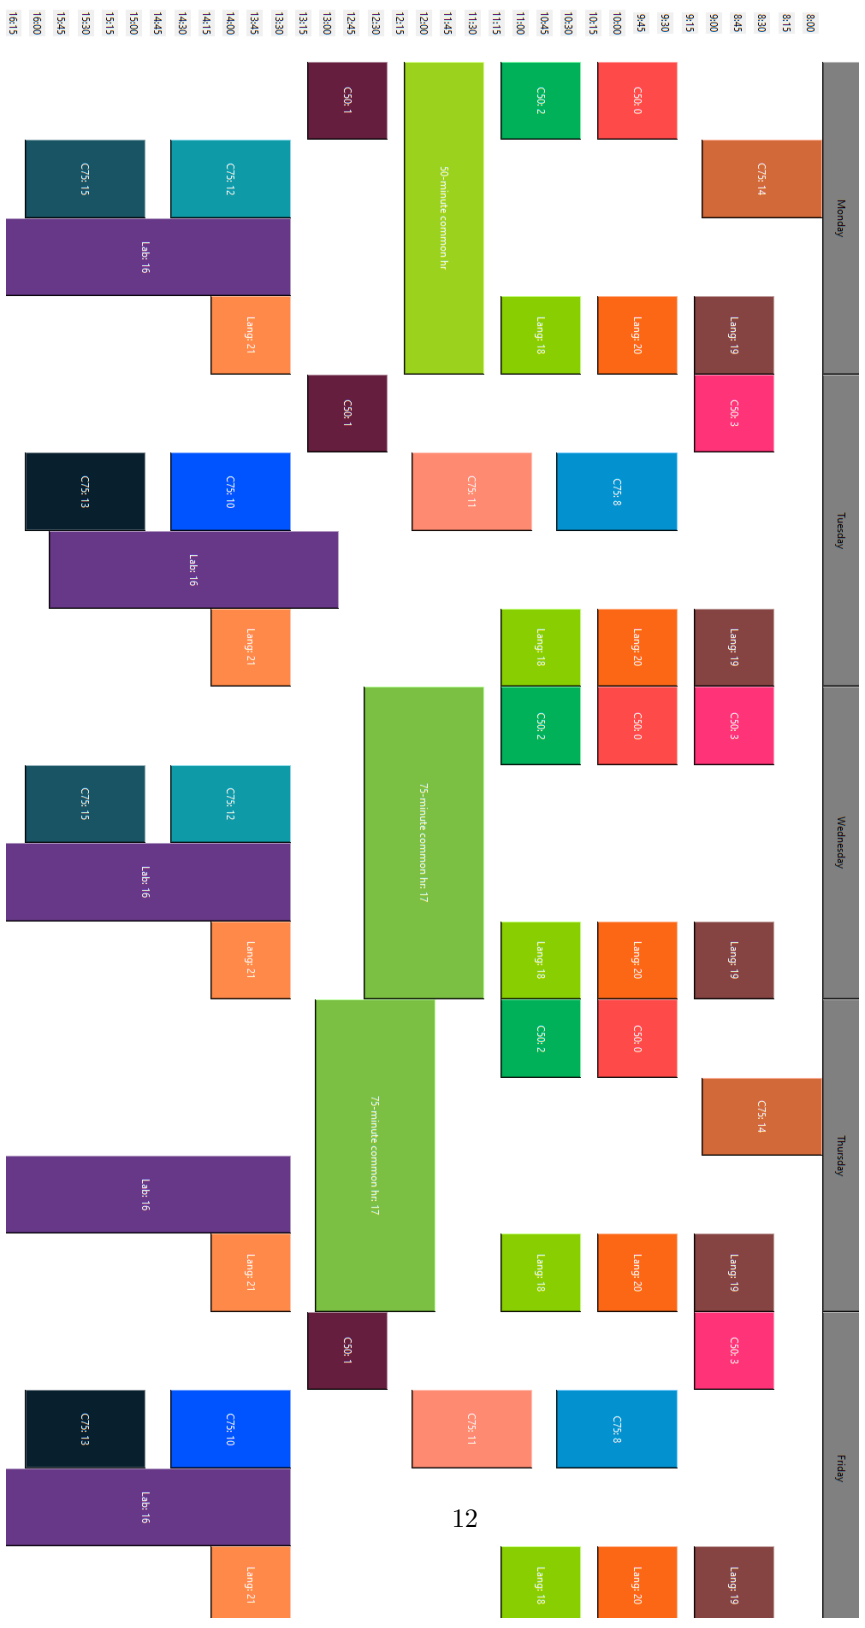 8:00
8:15
8:30
8:45
9:00
9:15
9:30
9:45
10:00
10:15
10:30
10:45
11:00
11:15
11:30
11:45
12:00
12:15
12:30
12:45
13:00
13:15
13:30
13:45
14:00
14:15
14:30
14:45
15:00
15:15
15:30
15:45
16:00
16:15
Monday
C50: 0
C50: 2
C50: 1
C75: 14
50-minute common hr
C75: 12
C75: 15
Lab: 16
Lang: 19
Lang: 20
Lang: 18
Lang: 21
Tuesday
C50: 3
C50: 1
C75: 8
C75: 11
C75: 10
C75: 13
Lab: 16
Lang: 19
Lang: 20
Lang: 18
Lang: 21
Wednesday
C50: 3
C50: 0
C50: 2
75-minute common hr: 17
C75: 12
C75: 15
Lab: 16
Lang: 19
Lang: 20
Lang: 18
Lang: 21
Thursday
C50: 0
C50: 2
C75: 14
75-minute common hr: 17
Lab: 16
Lang: 19
Lang: 20
Lang: 18
Lang: 21
Friday
C50: 3
C50: 1
C75: 8
C75: 11
C75: 10
C75: 13
Lab: 16
Lang: 19
Lang: 20
Lang: 18
Lang: 21
12